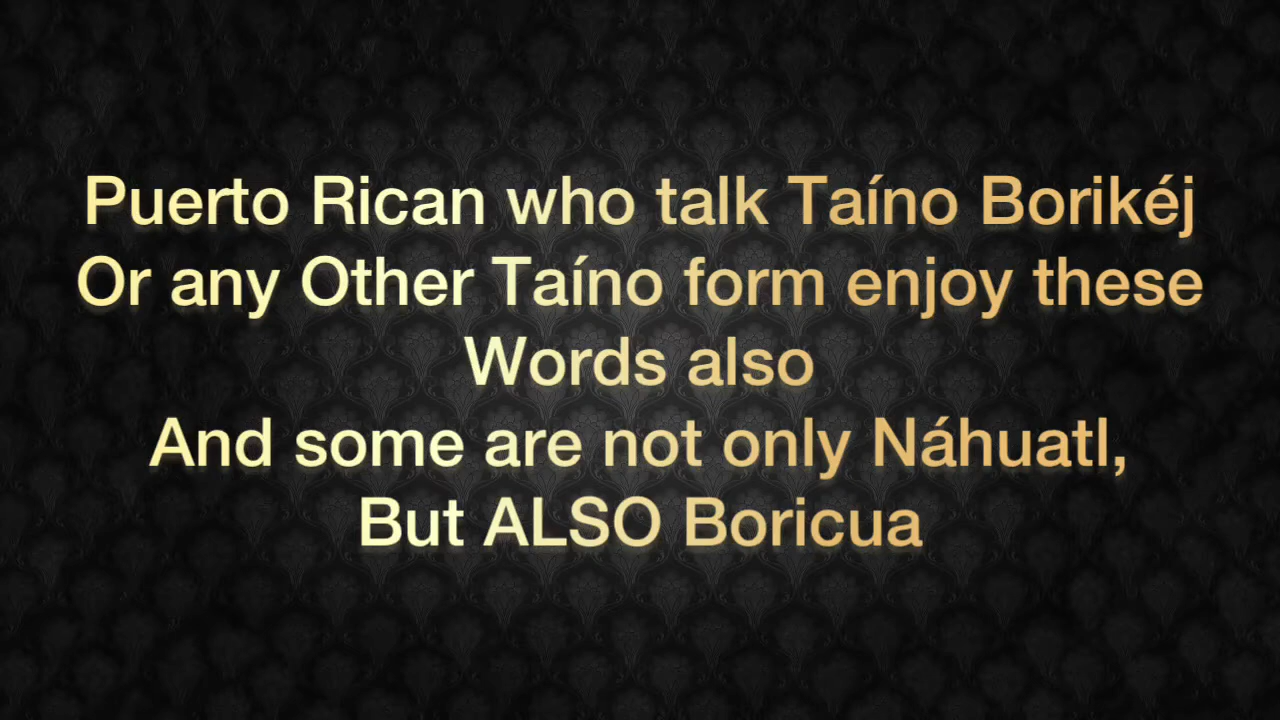 Puerto Rican who talk Taíno Borikéj
Or any Other Taíno form enjoy these
Words also
And some are not only Náhuatl,
But ALSO Boricua